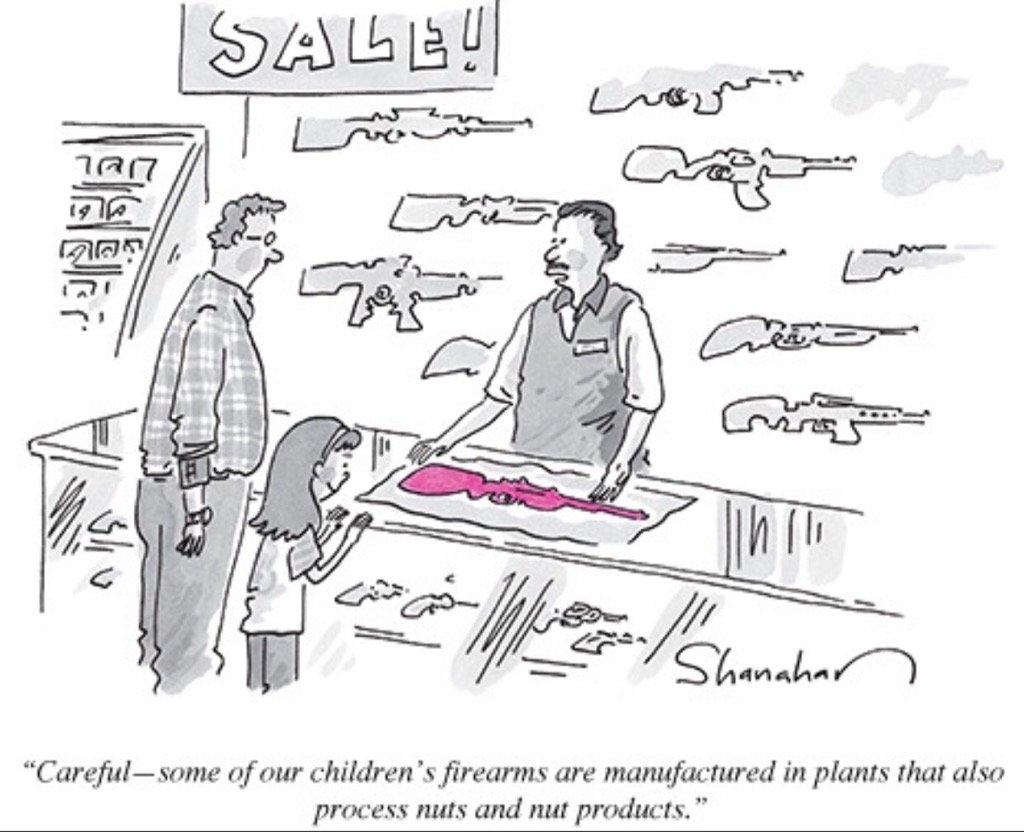 SALE!
Shanahan
“Careful—some of our children’s firearms are manufactured in plants that also
process nuts and nut products.”